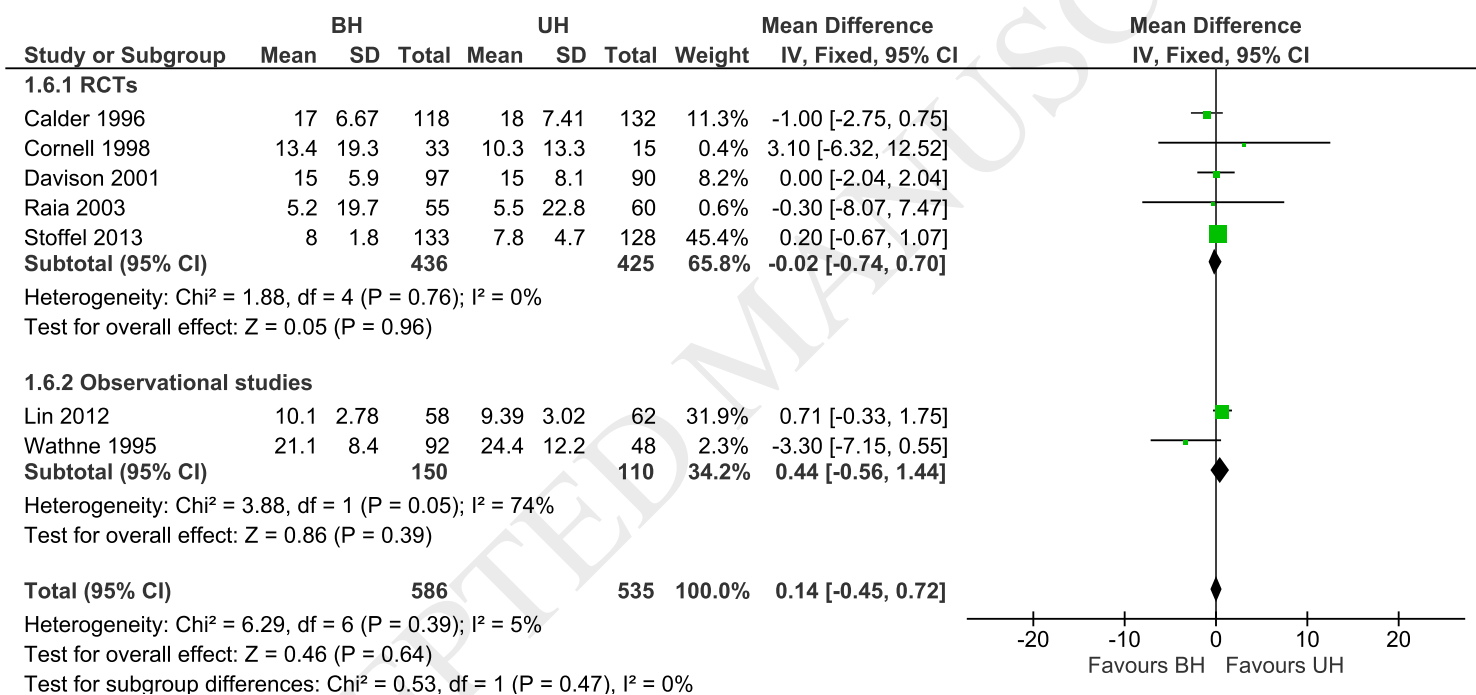 BH UH Mean Difference Mean Difference
Study or Subgroup Mean SD Total Mean SD Total Weight IV, Fixed, 95% CI IV, Fixed, 95% CI
1.6.1 RCTs
Calder 1996 17 6.67 118 18 7.41 132 11.3% -1.00 [-2.75, 0.75]
Cornell 1998 13.4 19.3 33 10.3 13.3 15 0.4% 3.10 [-6.32, 12.52]
Davison 2001 15 5.9 97 15 8.1 90 8.2% 0.00 [-2.04, 2.04]
Raia 2003 5.2 19.7 55 5.5 22.8 60 0.6% -0.30 [-8.07, 7.47]
Stoffel 2013 8 1.8 133 7.8 4.7 128 45.4% 0.20 [-0.67, 1.07]
Subtotal (95% CI) 436 425 65.8% -0.02 [-0.74, 0.70]
Heterogeneity: Chi² = 1.88, df = 4 (P = 0.76); I² = 0%
Test for overall effect: Z = 0.05 (P = 0.96)
1.6.2 Observational studies
Lin 2012 10.1 2.78 58 9.39 3.02 62 31.9% 0.71 [-0.33, 1.75]
Wathne 1995 21.1 8.4 92 24.4 12.2 48 2.3% -3.30 [-7.15, 0.55]
Subtotal (95% CI) 150 110 34.2% 0.44 [-0.56, 1.44]
Heterogeneity: Chi² = 3.88, df = 1 (P = 0.05); I² = 74%
Test for overall effect: Z = 0.86 (P = 0.39)
Total (95% CI) 586 535 100.0% 0.14 [-0.45, 0.72]
Heterogeneity: Chi² = 6.29, df = 6 (P = 0.39); I² = 5%
Test for overall effect: Z = 0.46 (P = 0.64)
Test for subgroup differences: Chi² = 0.53, df = 1 (P = 0.47), I² = 0%
-20 -10 0 10 20
Favours BH Favours UH
PTED MANUSC